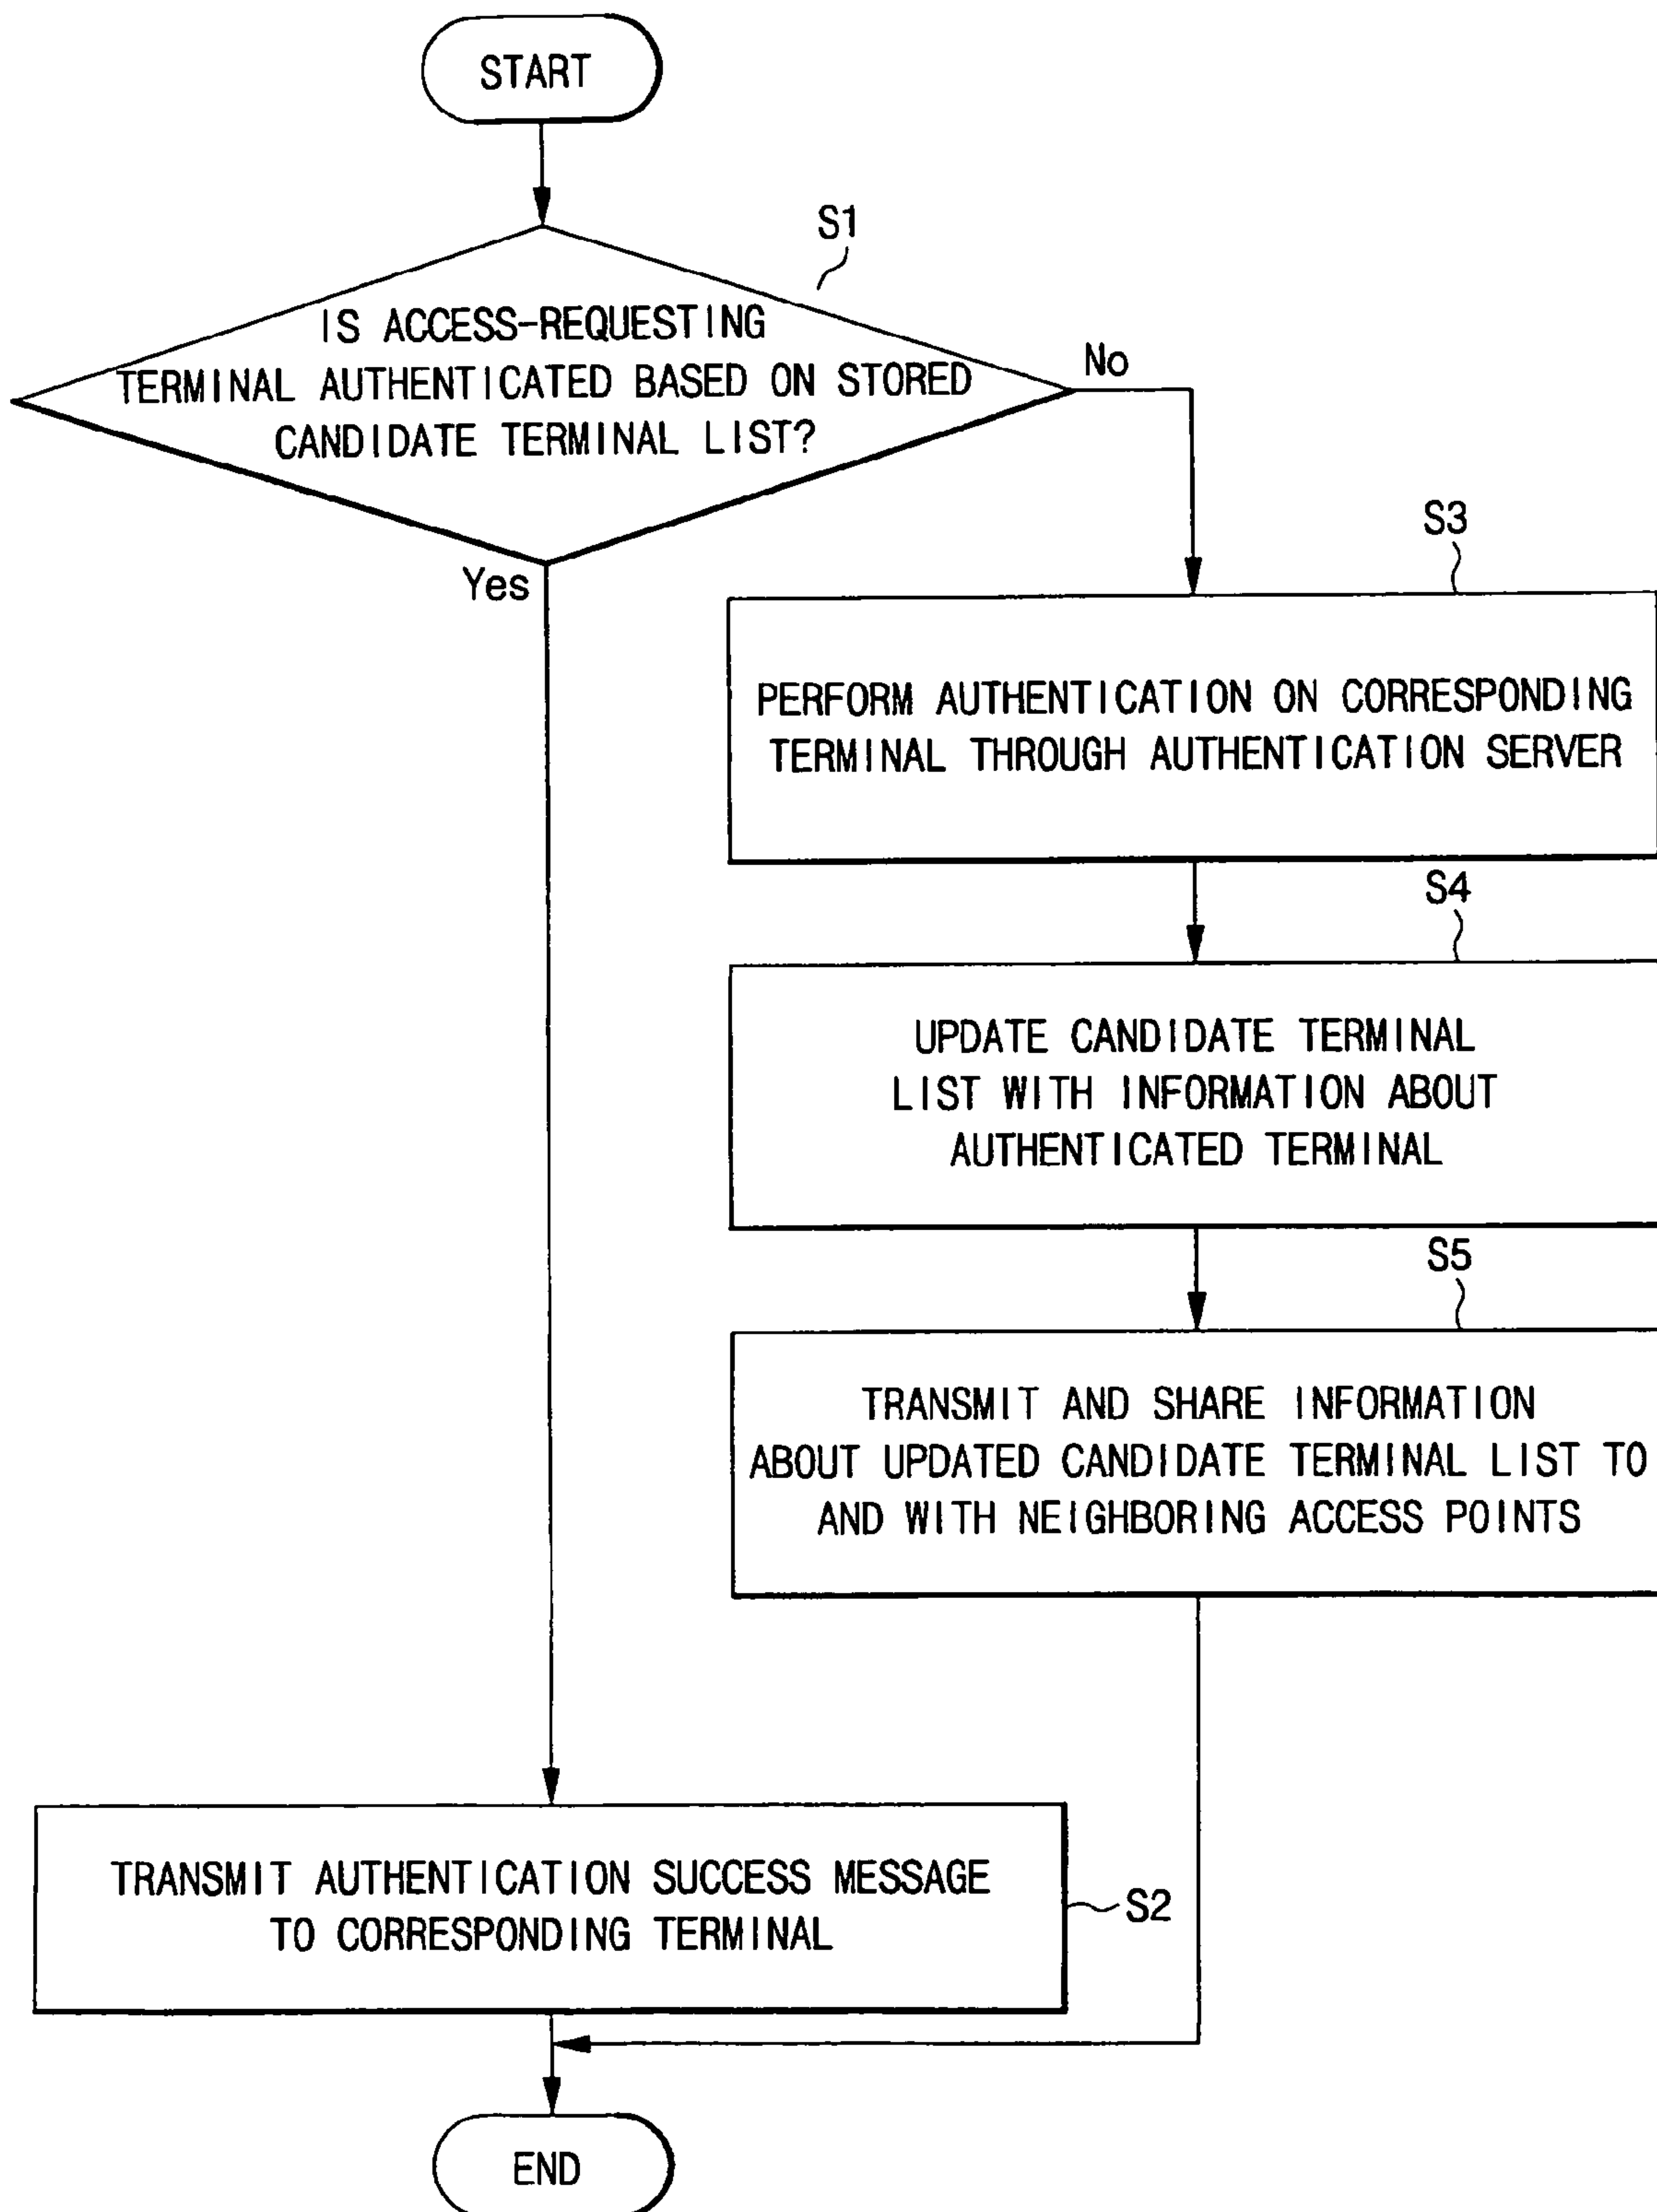 START
S1
IS ACCESS-REQUESTING
TERMINAL AUTHENTICATED BASED ON STORED
CANDIDATE TERMINAL LIST?
No
Yes
S3
PERFORM AUTHENTICATION ON CORRESPONDING
TERMINAL THROUGH AUTHENTICATION SERVER
S4
UPDATE CANDIDATE TERMINAL
LIST WITH INFORMATION ABOUT
AUTHENTICATED TERMINAL
S5
TRANSMIT AND SHARE INFORMATION
ABOUT UPDATED CANDIDATE TERMINAL LIST TO
AND WITH NEIGHBORING ACCESS POINTS
TRANSMIT AUTHENTICATION SUCCESS MESSAGE
TO CORRESPONDING TERMINAL
S2
END